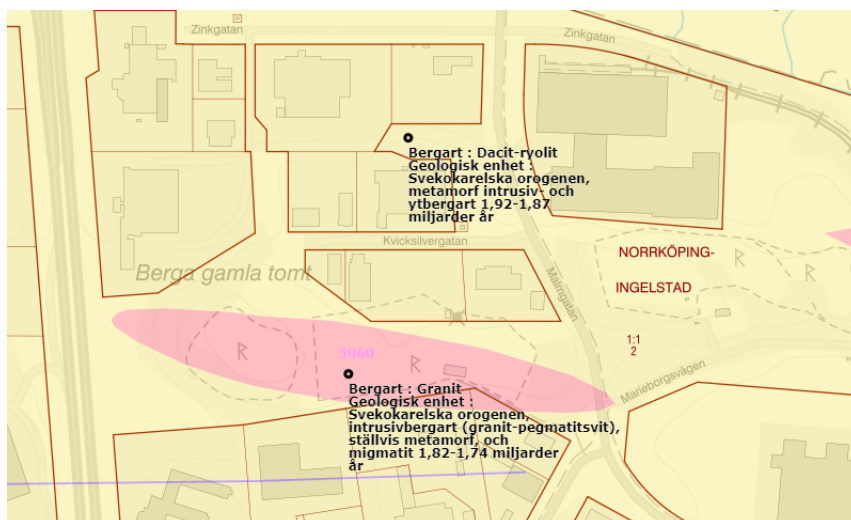 Zinkgatan
Zinkgatan
Bergart : Dacit-ryolit
Geologisk enhet :
Svekokarelska orogenen,
metamorf intrusiv- och
ytbergart 1,92-1,87
miljarder år
Kvicksilvergatan
NORRKÖPING-
INGELSTAD
R
R
Berga gamla tomt
Malmgatan
1:1
2
R
5060
R
Marieborgsvägen
Bergart : Granit
Geologisk enhet :
Svekokarelska orogenen,
intrusivbergart (granit-pegmatitsvit),
ställvis metamorf, och
migmatit 1,82-1,74 miljarder
år